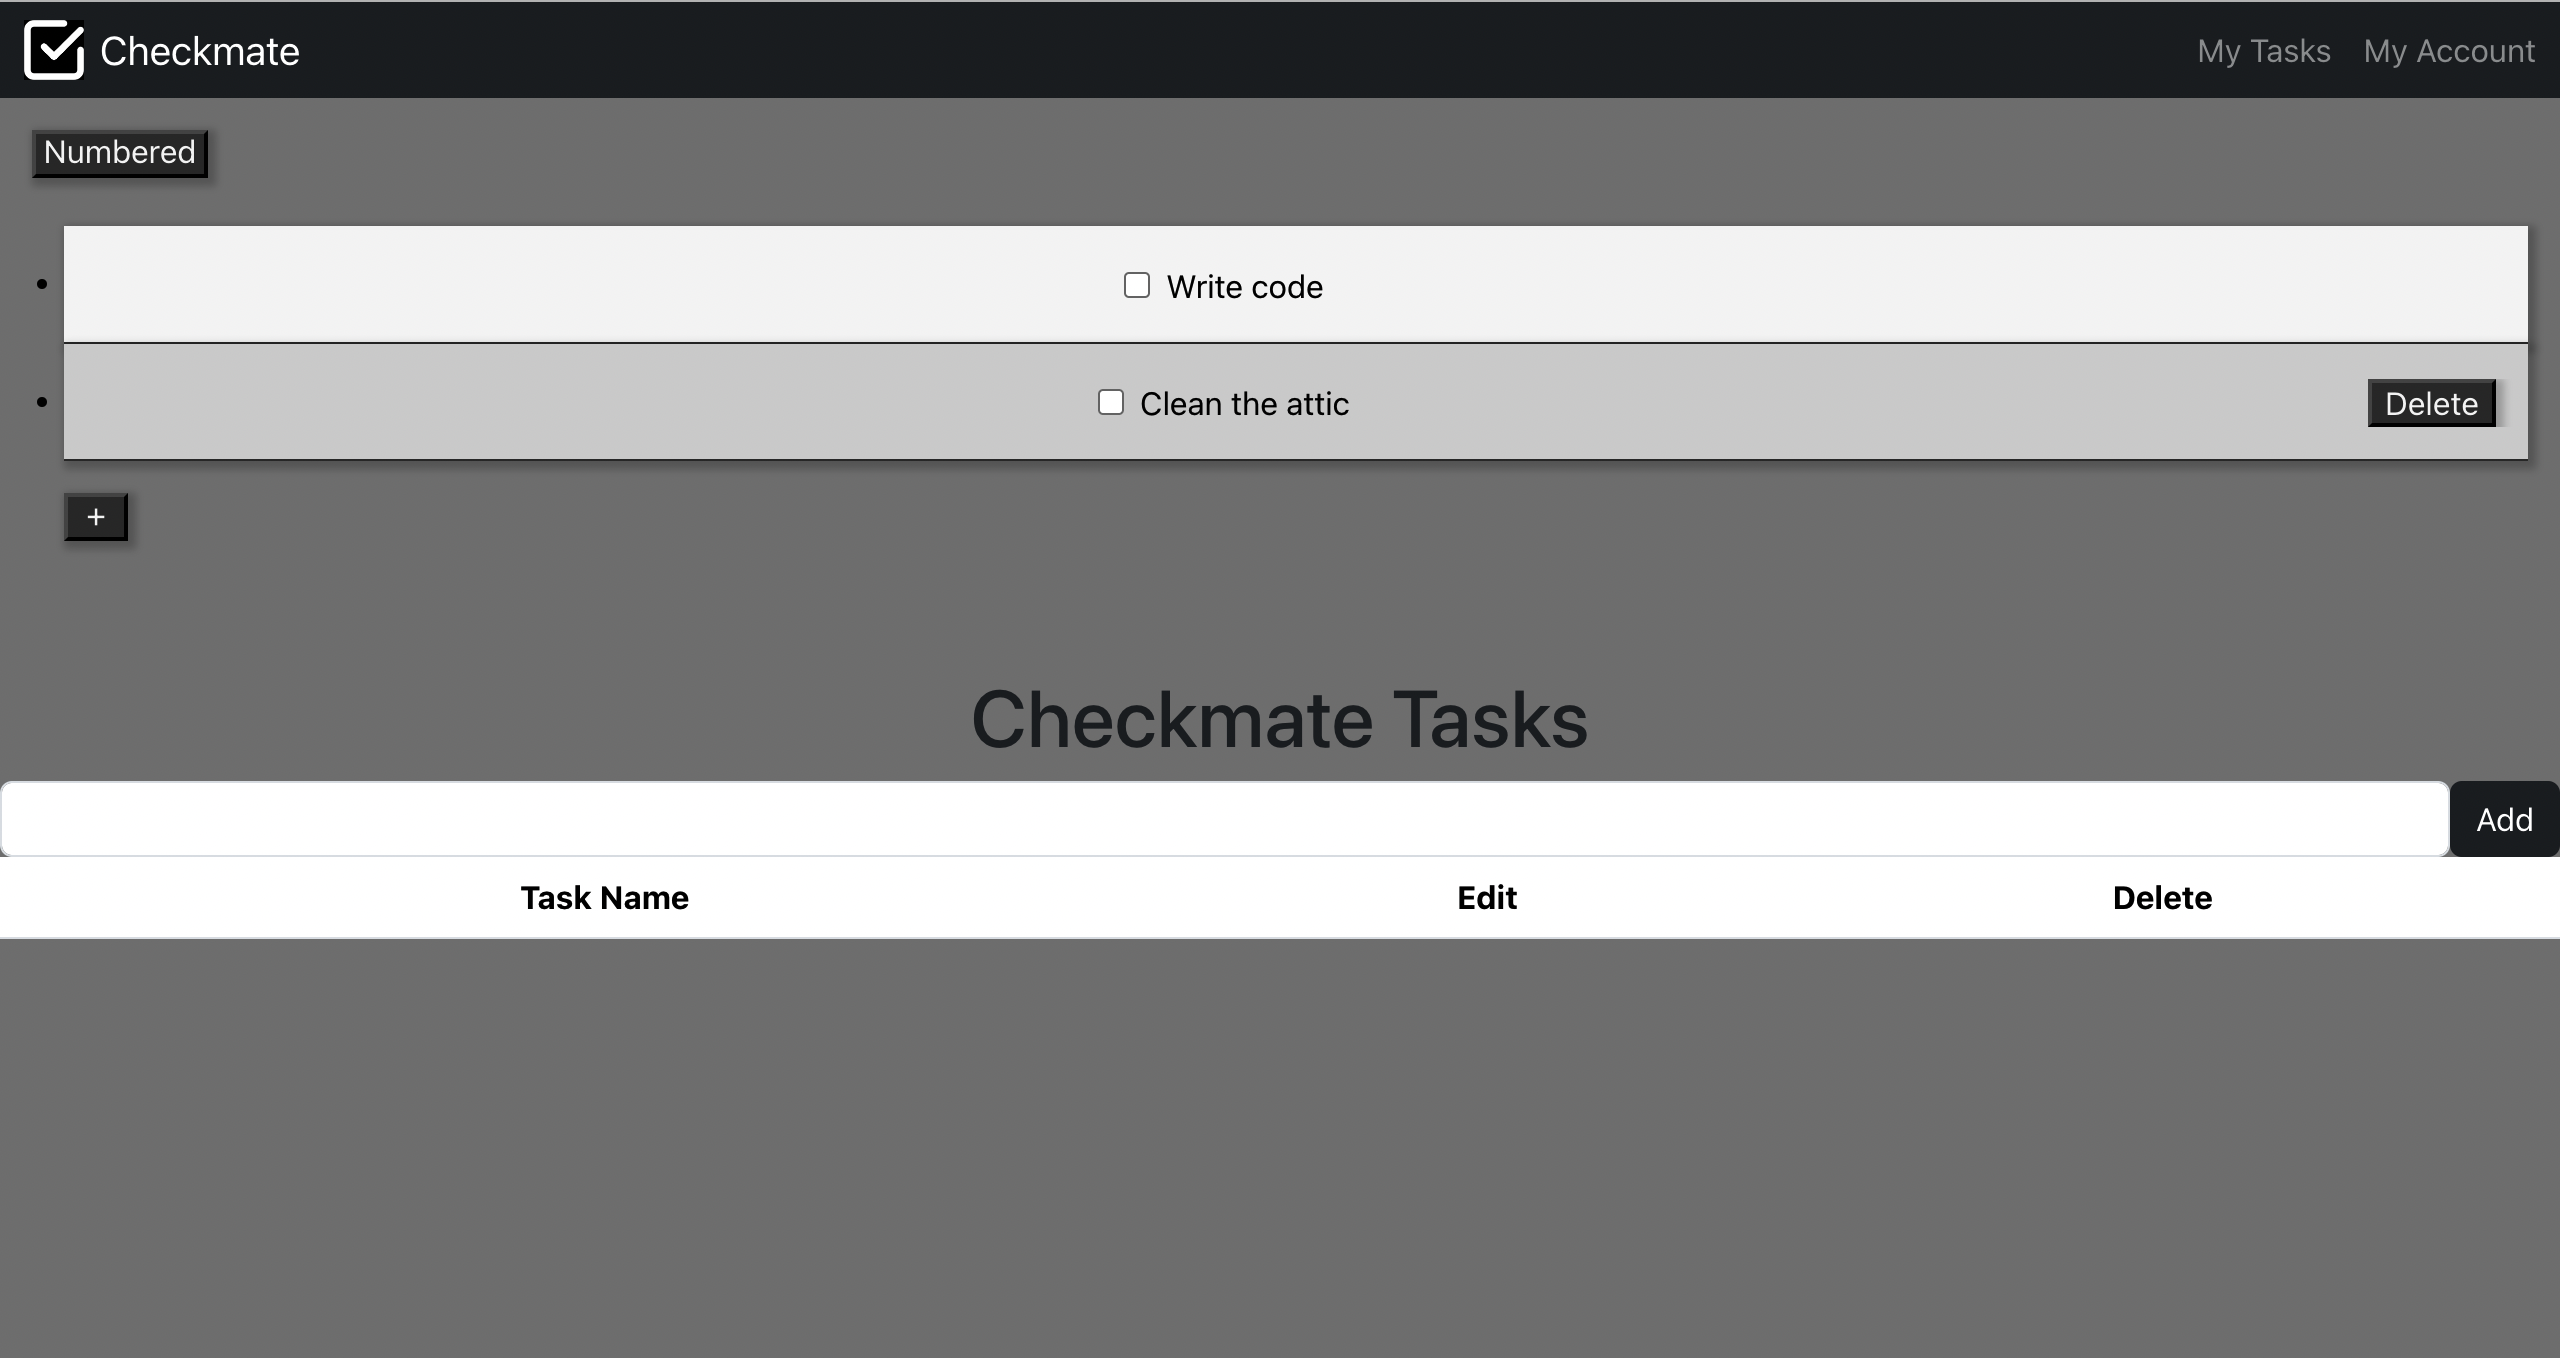 Checkmate My Tasks My Account
Numbered
Write code
Clean the attic Delete
+
Checkmate Tasks
Add
Task Name Edit Delete